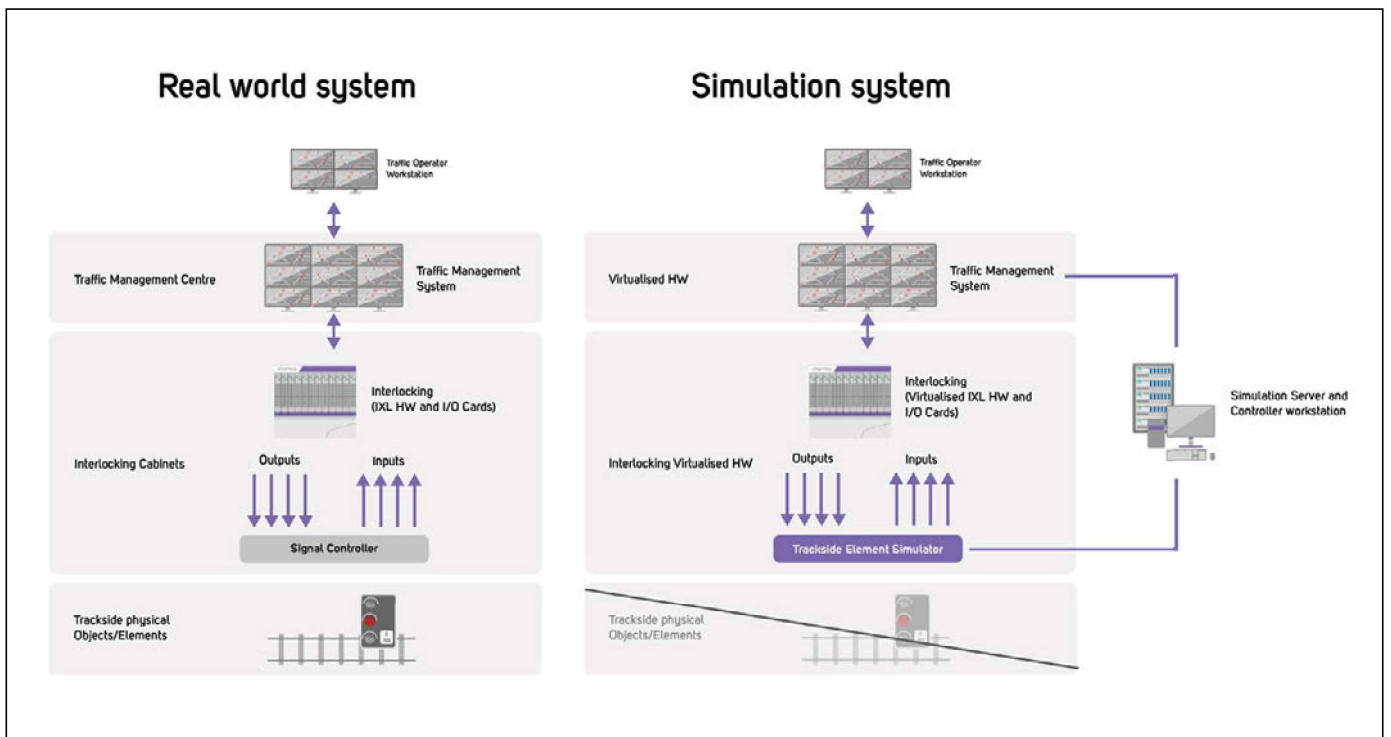 Real world system
Traffic Operator
Workstation
Traffic Management Centre
Traffic Management
System
Interlocking
(IXL HW and I/O Cards)
Interlocking Cabinets
Outputs
Inputs
Signal Controller
Trackside physical
Objects/Elements
Simulation system
Traffic Operator
Workstation
Virtualised HW
Traffic Management
System
Interlocking
(Virtualised IXL HW and
I/O Cards)
Interlocking Virtualised HW
Outputs
Inputs
Trackside Element Simulator
Trackside physical
Objects/Elements
Simulation Server and
Controller workstation